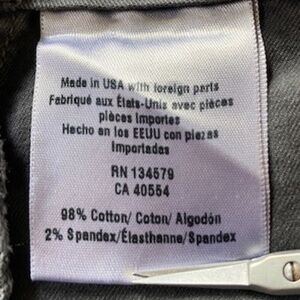 Made in USA with foreign parts
Fabriqué aux États-Unis avec pièces
pièces importes
Hecho en los EEUU con piezas
Importadas
RN 134579
CA 40554
98% Cotton/ Coton/ Algodón
2% Spandex/Élasthanne/Spandex